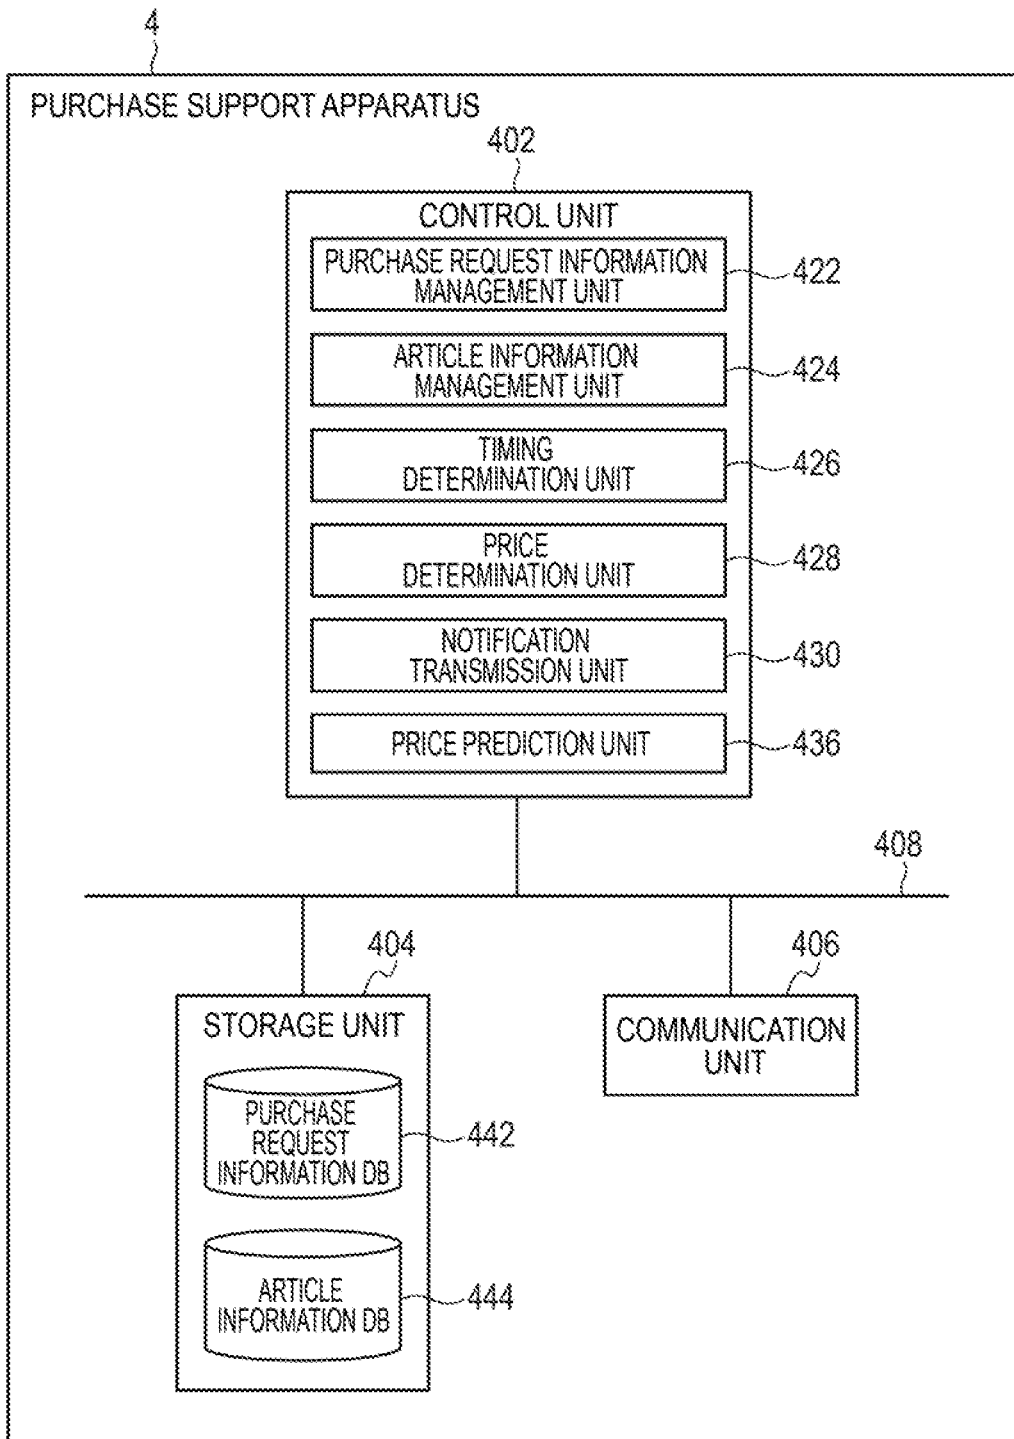 4
PURCHASE SUPPORT APPARATUS
402
CONTROL UNIT
PURCHASE REQUEST INFORMATION
MANAGEMENT UNIT
422
ARTICLE INFORMATION
MANAGEMENT UNIT
424
TIMING
DETERMINATION UNIT
426
PRICE
DETERMINATION UNIT
428
NOTIFICATION
TRANSMISSION UNIT
430
PRICE PREDICTION UNIT
436
408
404
STORAGE UNIT
PURCHASE
REQUEST
INFORMATION DB
442
ARTICLE
INFORMATION DB
444
406
COMMUNICATION
UNIT